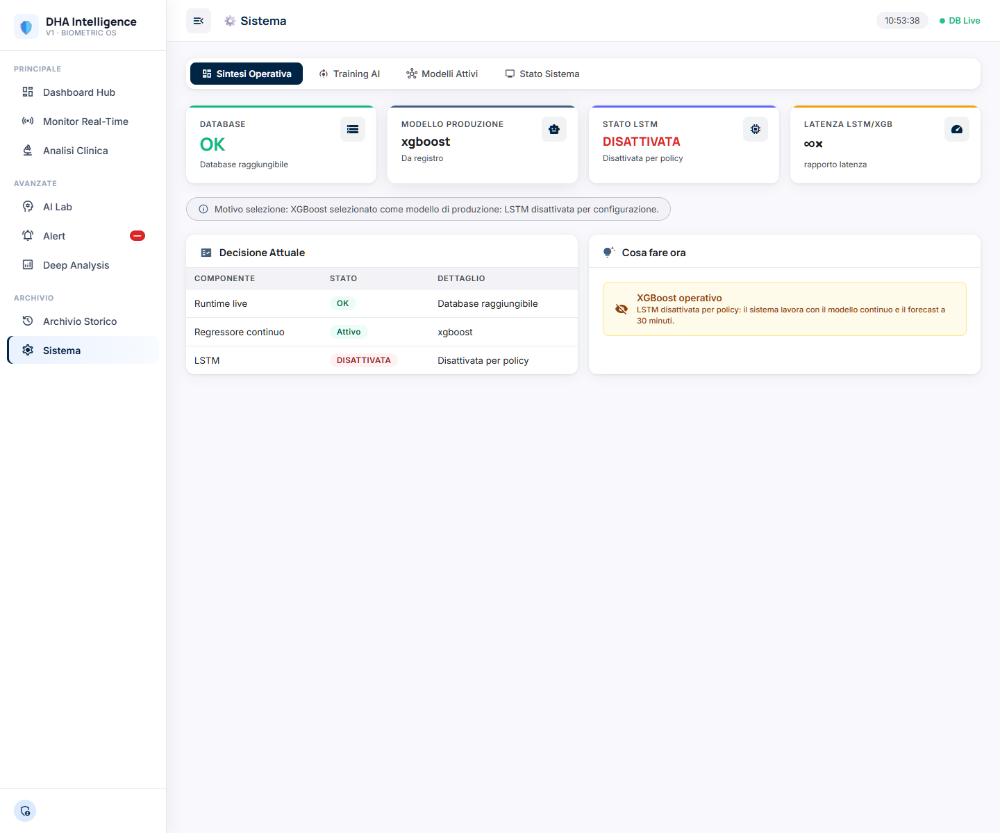 DHA Intelligence
V1 · BIOMETRIC OS
PRINCIPALE
Dashboard Hub
Monitor Real-Time
Analisi Clinica
AVANZATE
AI Lab
Alert
—
Deep Analysis
ARCHIVIO
Archivio Storico
Sistema
Sistema
10:53:38
DB Live
Sintesi Operativa
Training AI
Modelli Attivi
Stato Sistema
DATABASE
OK
Database raggiungibile
MODELLO PRODUZIONE
xgboost
Da registro
STATO LSTM
DISATTIVATA
Disattivata per policy
LATENZA LSTM/XGB
∞×
rapporto latenza
Motivo selezione: XGBoost selezionato come modello di produzione: LSTM disattivata per configurazione.
Decisione Attuale
COMPONENTE STATO DETTAGLIO
Runtime live OK Database raggiungibile
Regressore continuo Attivo xgboost
LSTM DISATTIVATA Disattivata per policy
Cosa fare ora
XGBoost operativo
LSTM disattivata per policy: il sistema lavora con il modello continuo e il forecast a
30 minuti.